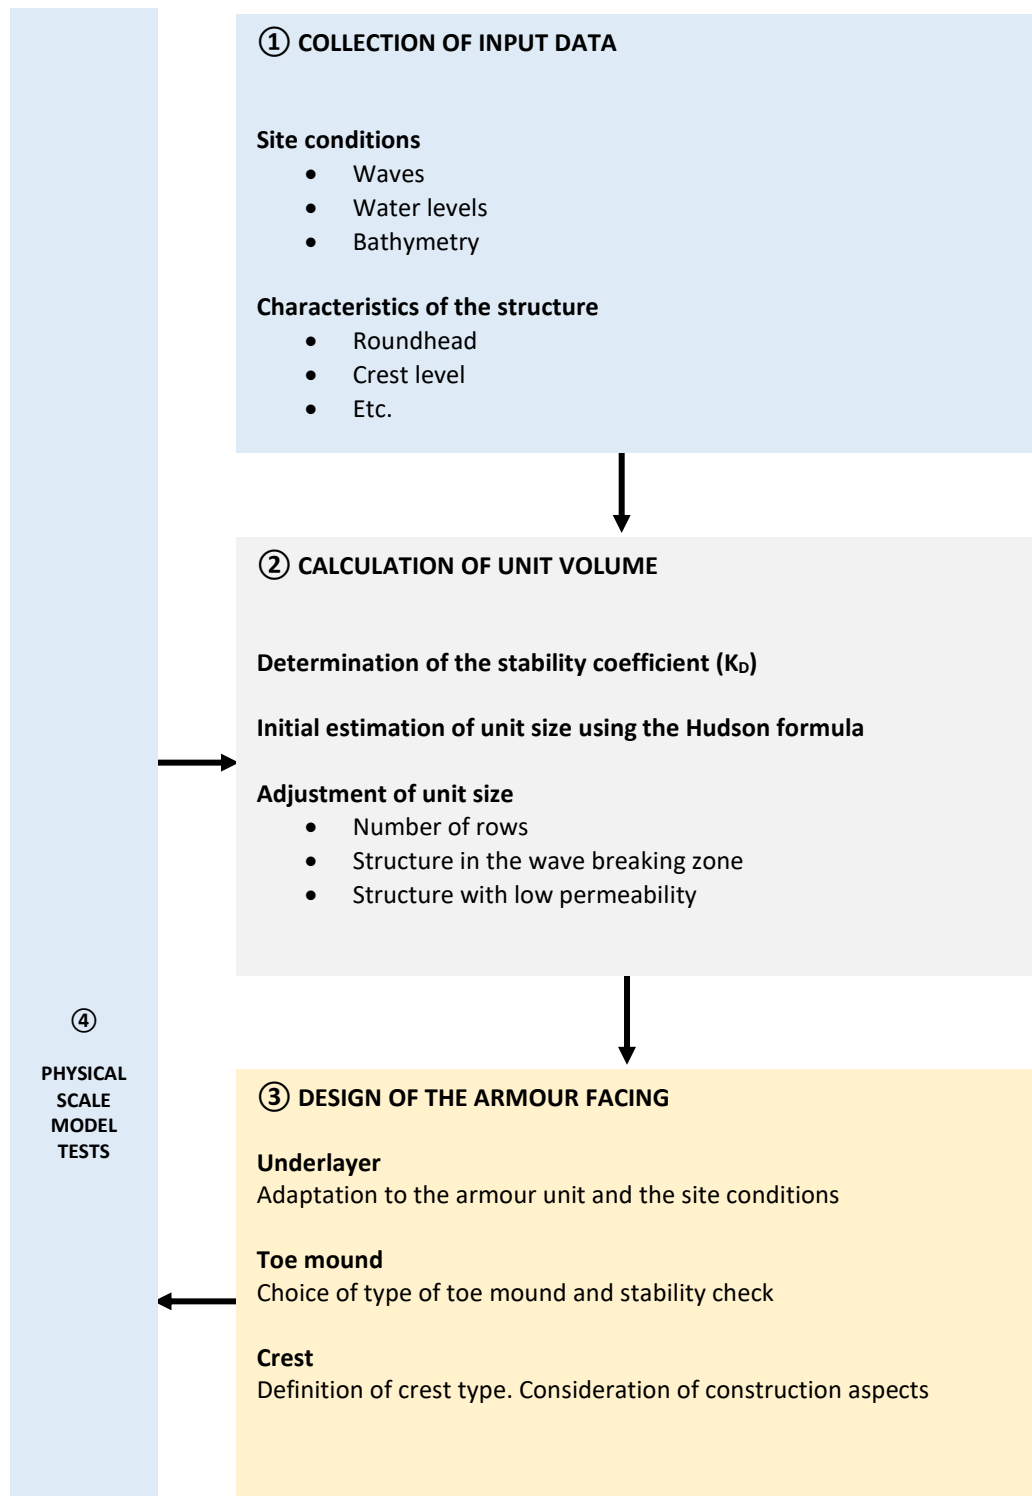 ① COLLECTION OF INPUT DATA
Site conditions
• Waves
• Water levels
• Bathymetry
Characteristics of the structure
• Roundhead
• Crest level
• Etc.
② CALCULATION OF UNIT VOLUME
Determination of the stability coefficient (K_D)
Initial estimation of unit size using the Hudson formula
Adjustment of unit size
• Number of rows
• Structure in the wave breaking zone
• Structure with low permeability
③ DESIGN OF THE ARMOUR FACING
Underlayer
Adaptation to the armour unit and the site conditions
Toe mound
Choice of type of toe mound and stability check
Crest
Definition of crest type. Consideration of construction aspects
④
PHYSICAL
SCALE
MODEL
TESTS